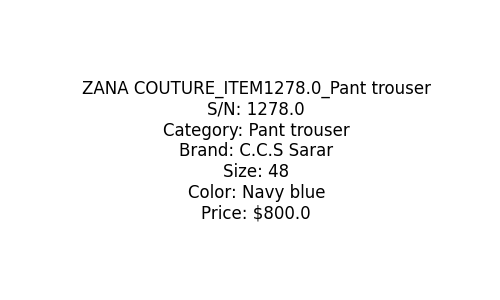 ZANA COUTURE_ITEM1278.0_Pant trouser
S/N: 1278.0
Category: Pant trouser
Brand: C.C.S Sarar
Size: 48
Color: Navy blue
Price: $800.0